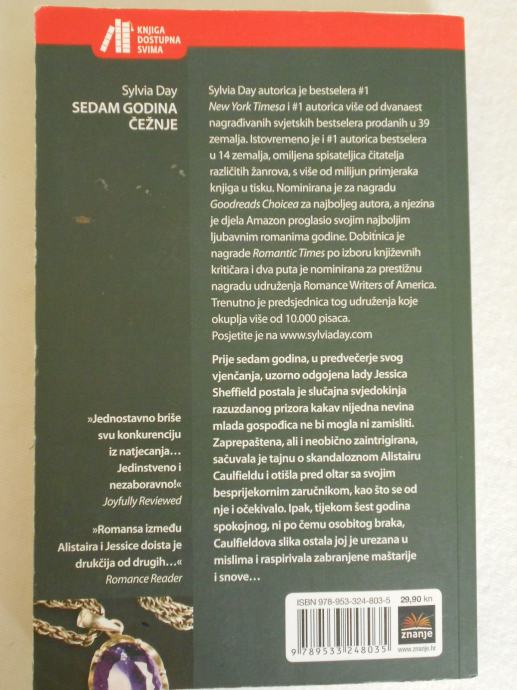 KNJIGA
DOSTUPNA
SVIMA
Sylvia Day
SEDAM GODINA
ČEŽNJE
Sylvia Day autorica je bestselera #1
New York Timesa i #1 autorica više od dvanaest
nagrađivanih svjetskih bestselera prodanih u 39
zemalja. Istovremeno je i #1 autorica bestselera
u 14 zemalja, omiljena spisateljica čitatelja
različitih žanrova, s više od milijun primjeraka
knjiga u tisku. Nominirana je za nagradu
Goodreads Choicea za najboljeg autora, a njezina
je djela Amazon proglasio svojim najboljim
ljubavnim romanima godine. Dobitnica je
nagrade Romantic Times po izboru književnih
kritičara i dva puta je nominirana za prestižnu
nagradu udruženja Romance Writers of America.
Trenutno je predsjednica tog udruženja koje
okuplja više od 10.000 pisaca.
Posjetite je na www.sylviaday.com
Prije sedam godina, u predvečerje svog
vjenčanja, uzorno odgojena lady Jessica
Sheffield postala je slučajna svjedokinja
razuzdanog prizora kakav nijedna nevina
mlada gospođica ne bi mogla ni zamisliti.
Zaprepaštena, ali i neobično zaintrigirana,
sačuvala je tajnu o skandaloznom Alistairu
Caulfieldu i otišla pred oltar sa svojim
besprijekornim zaručnikom, kao što se od
nje i očekivalo. Ipak, tijekom šest godina
spokojnog, ni po čemu osobitog braka,
Caulfieldova slika ostala joj je urezana u
mislima i raspirivala zabranjene maštarije
i snove...
»Jednostavno briše
svu konkurenciju
iz natjecanja...
Jedinstveno i
nezaboravno!«
Joyfully Reviewed
»Romansa između
Alistaira i Jessice doista je
drukčija od drugih...«
Romance Reader
ISBN 978-953-324-803-5
9 789533 248035
29,90 kn
znanje
www.znanje.hr